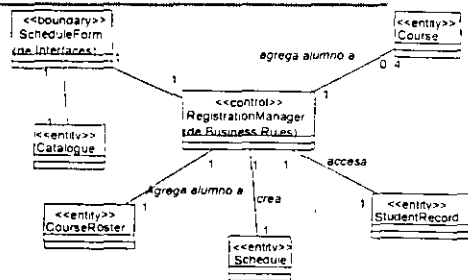 <<boundary>>
ScheduleForm
(de Interfaces)
<<entity>>
Course
agrega alumno a
0 4
1
1
1
1
<<control>>
RegistrationManager
(de Business Rules)
1
<<entity>>
Catalogue
1 1 1
accesa
Agrega alumno a
crea
1
<<entity>>
CourseRoster
1
<<entity>>
StudentRecord
1
<<entity>>
Schedule